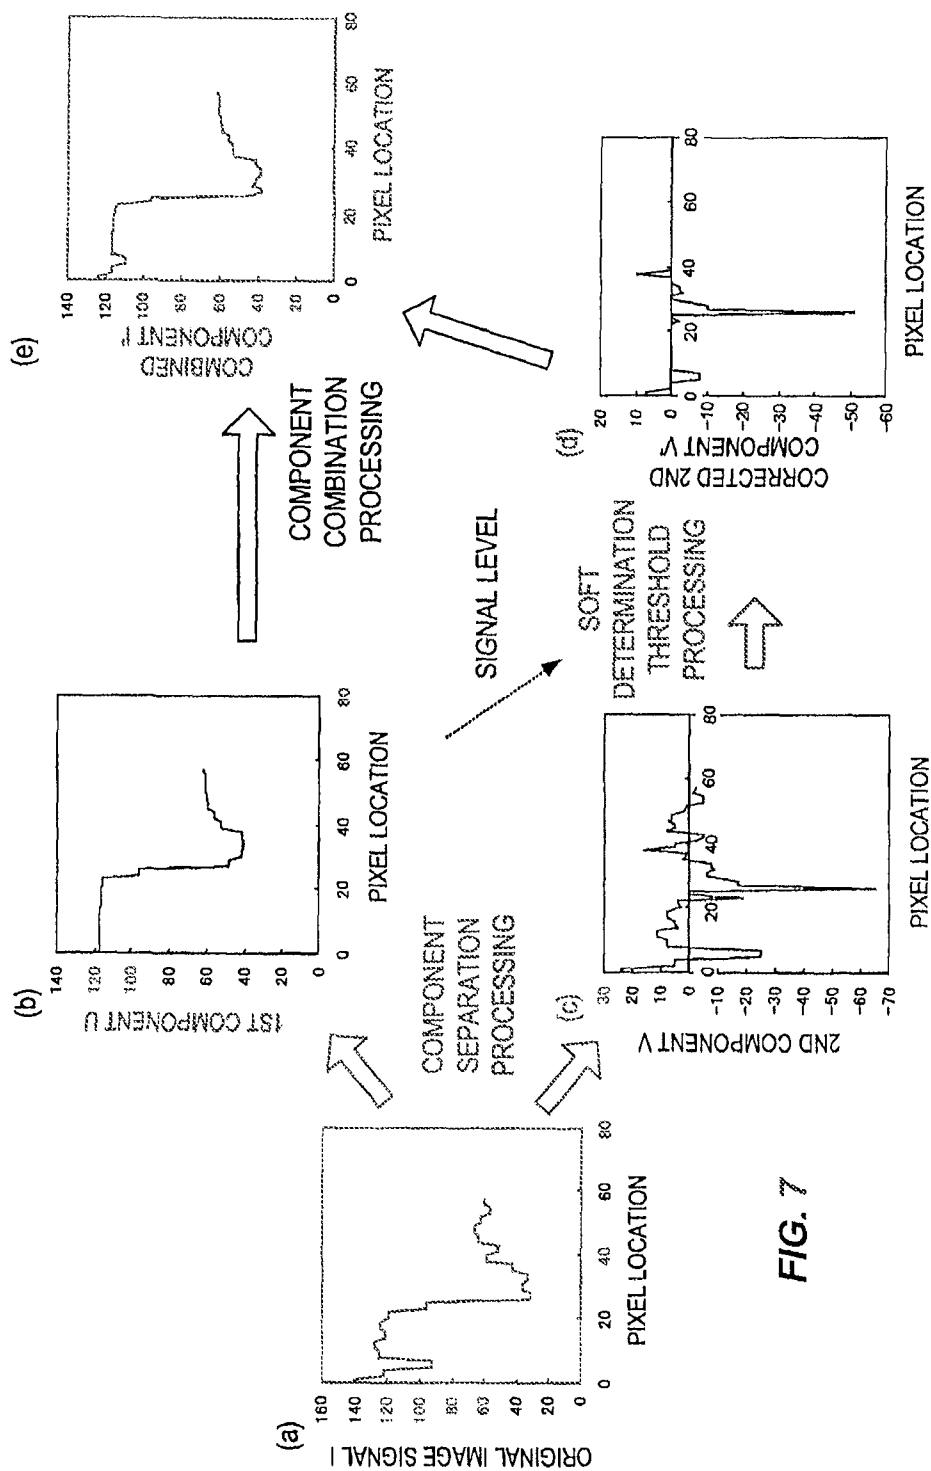 (a)
ORIGINAL IMAGE SIGNAL I
160
140
120
100
80
60
40
20
0
0 20 40 60 80
PIXEL LOCATION
COMPONENT
SEPARATION
PROCESSING
(b)
1ST COMPONENT U
140
120
100
80
60
40
20
0
0 20 40 60 80
PIXEL LOCATION
(c)
2ND COMPONENT V
30
20
10
0
-10
-20
-30
-40
-50
-60
-70
0 20 40 60 80
PIXEL LOCATION
SIGNAL LEVEL
SOFT
DETERMINATION
THRESHOLD
PROCESSING
(d)
CORRECTED 2ND
COMPONENT V'
20
10
0
-10
-20
-30
-40
-50
-60
0 20 40 60 80
PIXEL LOCATION
COMPONENT
COMBINATION
PROCESSING
(e)
COMBINED
COMPONENT I'
140
120
100
80
60
40
20
0
0 20 40 60 80
PIXEL LOCATION
FIG. 7